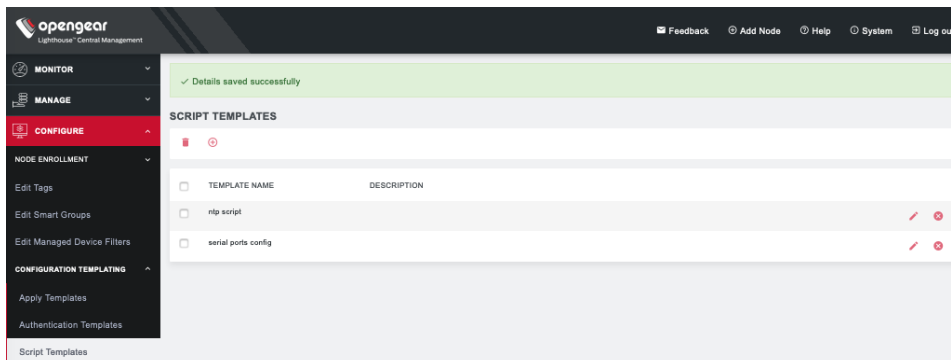 opengear
Lighthouse™ Central Management
Feedback
Add Node
Help
System
Log ou
MONITOR
MANAGE
CONFIGURE
NODE ENROLLMENT
Edit Tags
Edit Smart Groups
Edit Managed Device Filters
CONFIGURATION TEMPLATING
Apply Templates
Authentication Templates
Script Templates
Details saved successfully
SCRIPT TEMPLATES
TEMPLATE NAME DESCRIPTION
ntp script
serial ports config